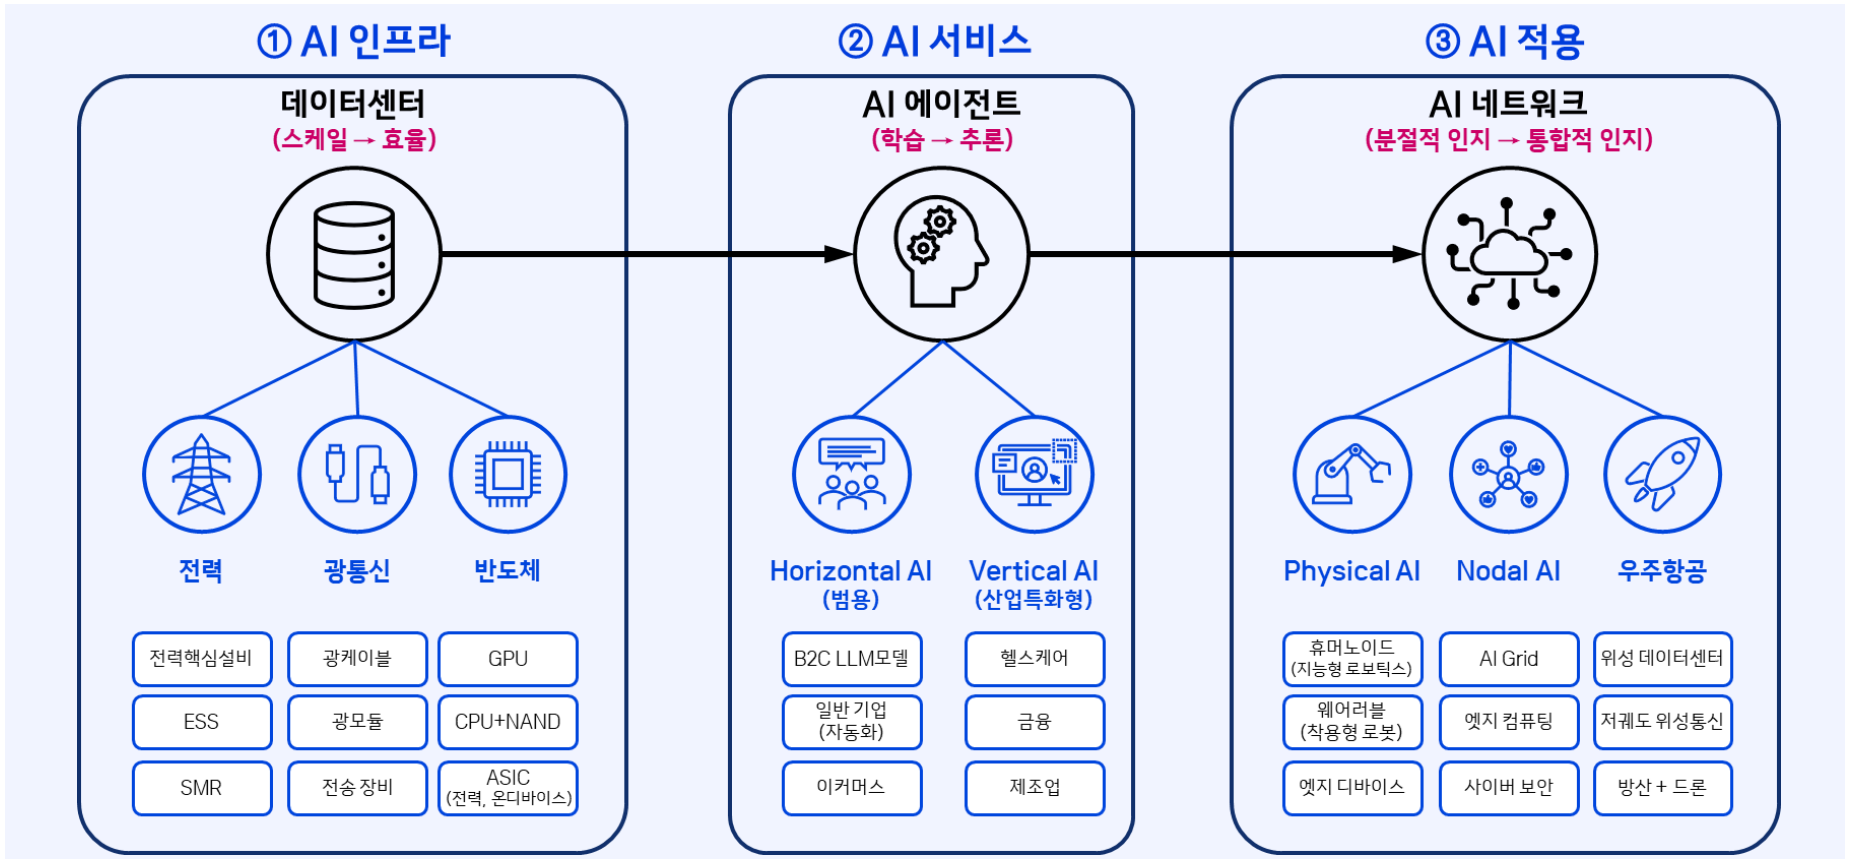 ① AI 인프라
데이터센터
(스케일 → 효율)
전력
광통신
반도체
전력핵심설비
광케이블
GPU
ESS
광모듈
CPU+NAND
SMR
전송 장비
ASIC
(전력, 온디바이스)
② AI 서비스
AI 에이전트
(학습 → 추론)
Horizontal AI
(범용)
Vertical AI
(산업특화형)
B2C LLM모델
헬스케어
일반 기업
(자동화)
금융
이커머스
제조업
③ AI 적용
AI 네트워크
(분절적 인지 → 통합적 인지)
Physical AI
Nodal AI
우주항공
휴머노이드
(지능형 로보틱스)
AI Grid
위성 데이터센터
웨어러블
(착용형 로봇)
엣지 컴퓨팅
저궤도 위성통신
엣지 디바이스
사이버 보안
방산 + 드론